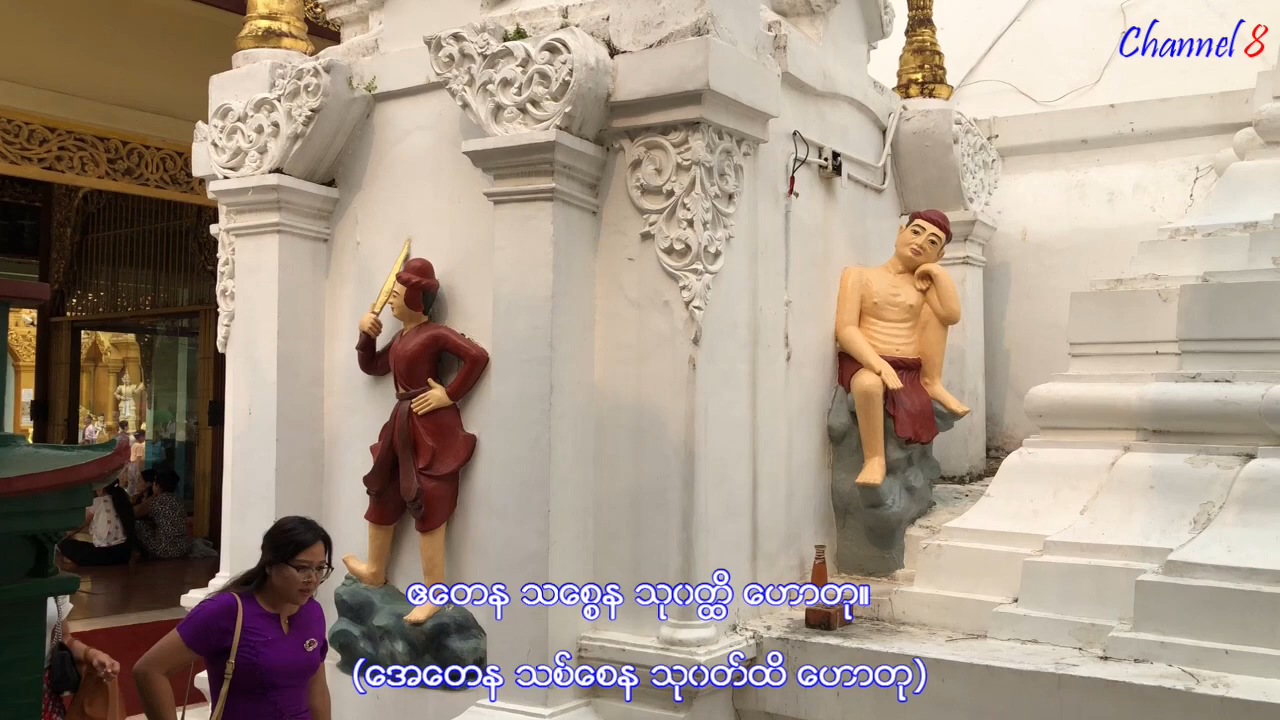 Channel 8
ဧတေန သစ္စေန သုဝတ္ထိ ဟောတု။
(အေတေန သစ်စေန သုဝတ်ထိ ဟောတု)